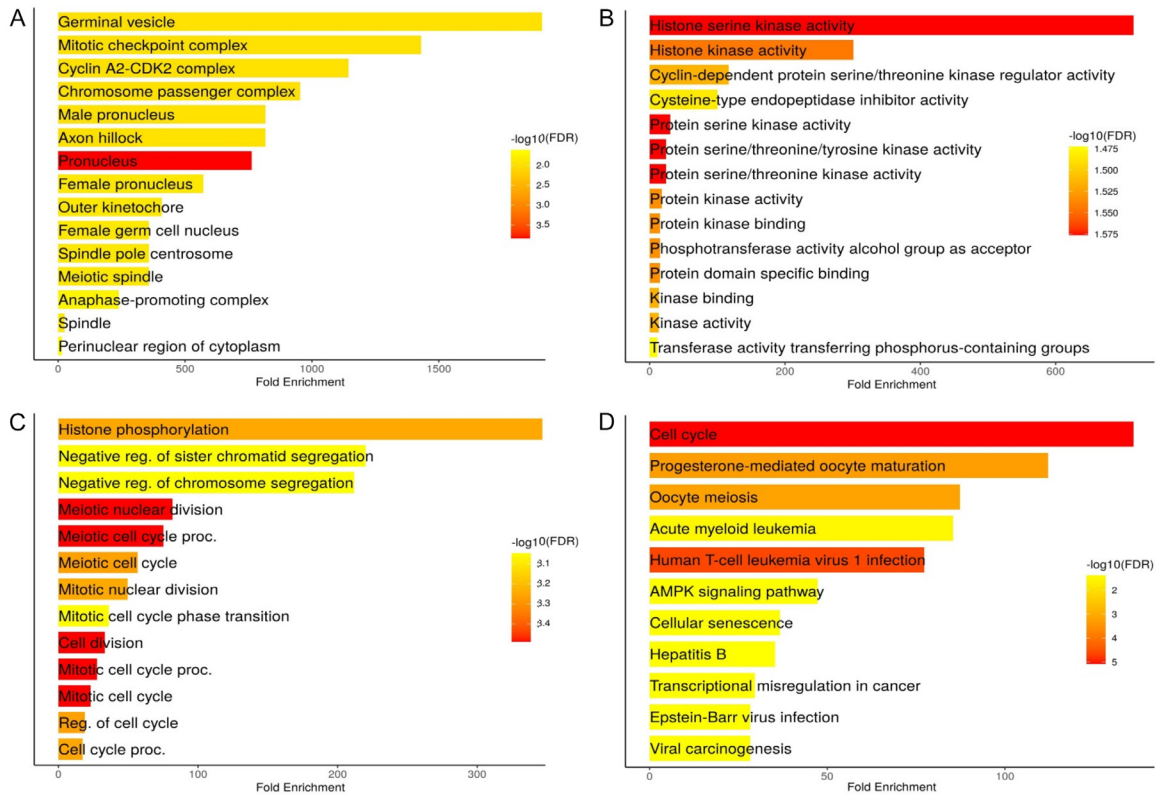 A
Germinal vesicle
Mitotic checkpoint complex
Cyclin A2-CDK2 complex
Chromosome passenger complex
Male pronucleus
Axon hillock
Pronucleus
Female pronucleus
Outer kinetochore
Female germ cell nucleus
Spindle pole centrosome
Meiotic spindle
Anaphase-promoting complex
Spindle
Perinuclear region of cytoplasm
-log10(FDR)
2.0
2.5
3.0
3.5
0 500 1000 1500
Fold Enrichment
B
Histone serine kinase activity
Histone kinase activity
Cyclin-dependent protein serine/threonine kinase regulator activity
Cysteine-type endopeptidase inhibitor activity
Protein serine kinase activity
Protein serine/threonine/tyrosine kinase activity
Protein serine/threonine kinase activity
Protein kinase activity
Protein kinase binding
Phosphotransferase activity alcohol group as acceptor
Protein domain specific binding
Kinase binding
Kinase activity
Transferase activity transferring phosphorus-containing groups
-log10(FDR)
1.475
1.500
1.525
1.550
1.575
0 200 400 600
Fold Enrichment
C
Histone phosphorylation
Negative reg. of sister chromatid segregation
Negative reg. of chromosome segregation
Meiotic nuclear division
Meiotic cell cycle proc.
Meiotic cell cycle
Mitotic nuclear division
Mitotic cell cycle phase transition
Cell division
Mitotic cell cycle proc.
Mitotic cell cycle
Reg. of cell cycle
Cell cycle proc.
-log10(FDR)
3.1
3.2
3.3
3.4
0 100 200 300
Fold Enrichment
D
Cell cycle
Progesterone-mediated oocyte maturation
Oocyte meiosis
Acute myeloid leukemia
Human T-cell leukemia virus 1 infection
AMPK signaling pathway
Cellular senescence
Hepatitis B
Transcriptional misregulation in cancer
Epstein-Barr virus infection
Viral carcinogenesis
-log10(FDR)
2
3
4
5
0 50 100
Fold Enrichment